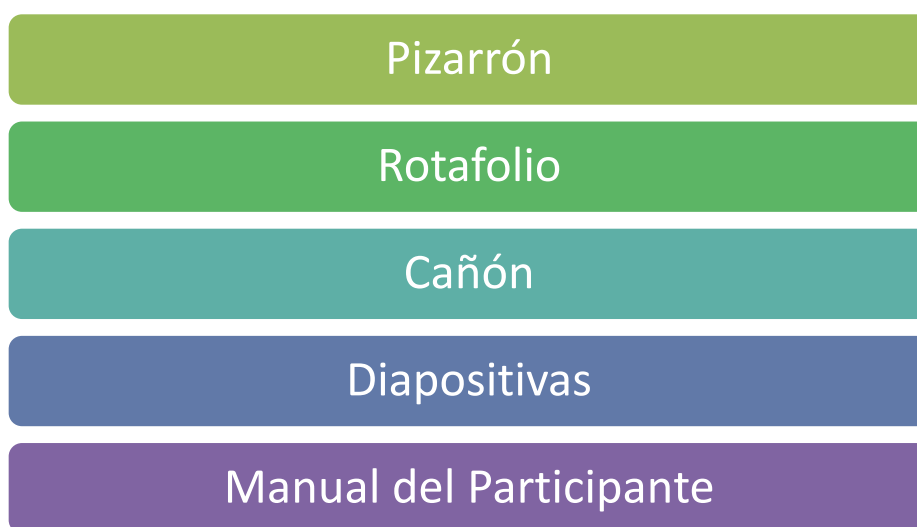 Pizarrón
Rotafolio
Cañón
Diapositivas
Manual del Participante